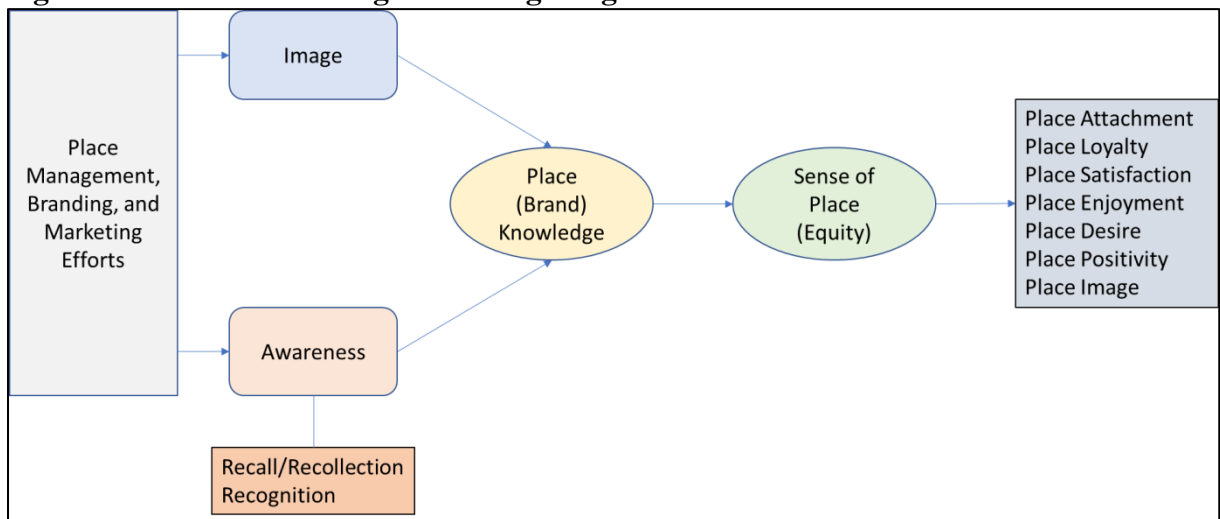 Place
Management,
Branding, and
Marketing
Efforts
Image
Awareness
Recall/Recollection
Recognition
Place
(Brand)
Knowledge
Sense of
Place
(Equity)
Place Attachment
Place Loyalty
Place Satisfaction
Place Enjoyment
Place Desire
Place Positivity
Place Image